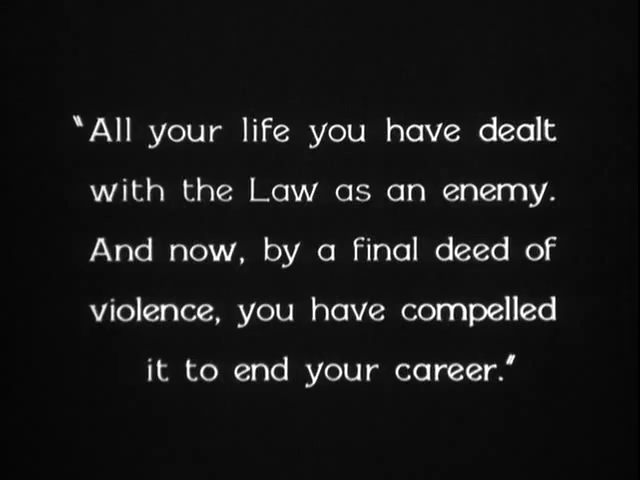 "All your life you have dealt
with the Law as an enemy.
And now, by a final deed of
violence, you have compelled
it to end your career."